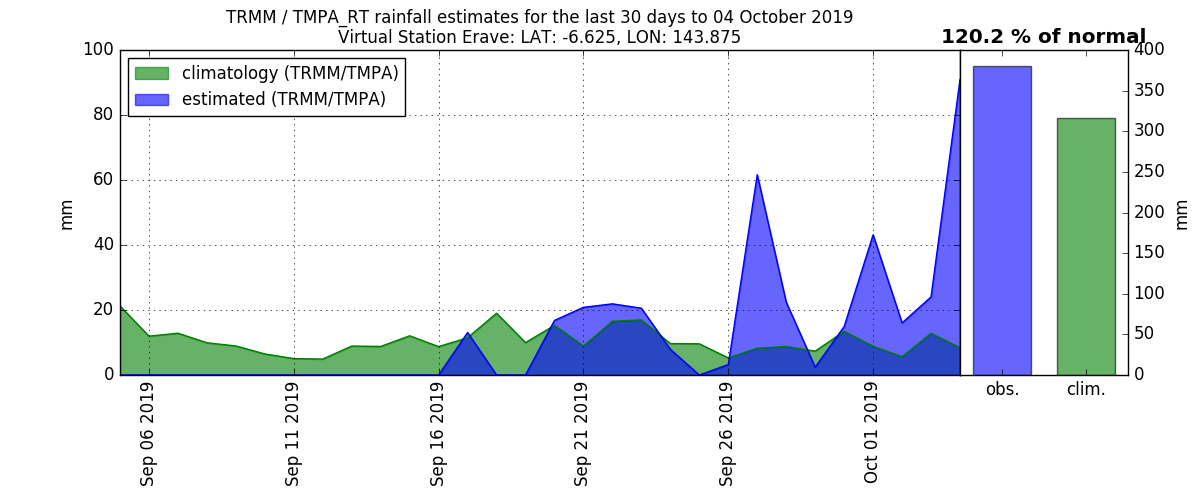 TRMM / TMPA_RT rainfall estimates for the last 30 days to 04 October 2019
Virtual Station Erave: LAT: -6.625, LON: 143.875
120.2 % of normal
climatology (TRMM/TMPA)
estimated (TRMM/TMPA)
100
80
60
40
20
0
mm
Sep 06 2019
Sep 11 2019
Sep 16 2019
Sep 21 2019
Sep 26 2019
Oct 01 2019
400
350
300
250
200
150
100
50
0
mm
obs.
clim.